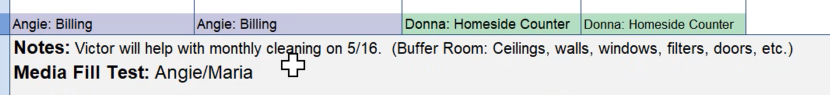 Angie: Billing Angie: Billing Donna: Homeside Counter Donna: Homeside Counter
Notes: Victor will help with monthly cleaning on 5/16. (Buffer Room: Ceilings, walls, windows, filters, doors, etc.)
Media Fill Test: Angie/Maria